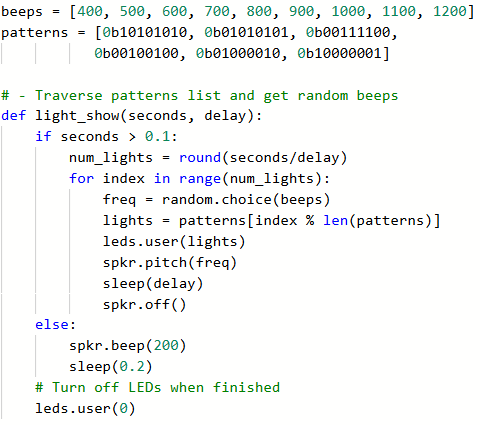 beeps = [400, 500, 600, 700, 800, 900, 1000, 1100, 1200]
patterns = [0b10101010, 0b01010101, 0b00111100,
           0b00100100, 0b01000010, 0b10000001]

# - Traverse patterns list and get random beeps
def light_show(seconds, delay):
    if seconds > 0.1:
        num_lights = round(seconds/delay)
        for index in range(num_lights):
            freq = random.choice(beeps)
            lights = patterns[index % len(patterns)]
            leds.user(lights)
            spkr.pitch(freq)
            sleep(delay)
            spkr.off()
    else:
        spkr.beep(200)
        sleep(0.2)
    # Turn off LEDs when finished
    leds.user(0)